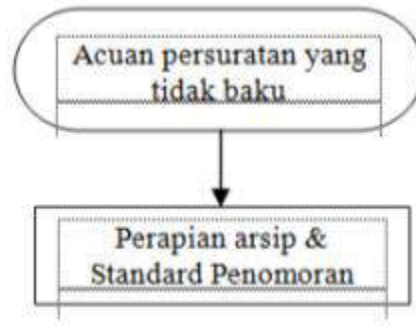 Acuan persuratan yang
tidak baku
Perapian arsip &
Standard Penomoran